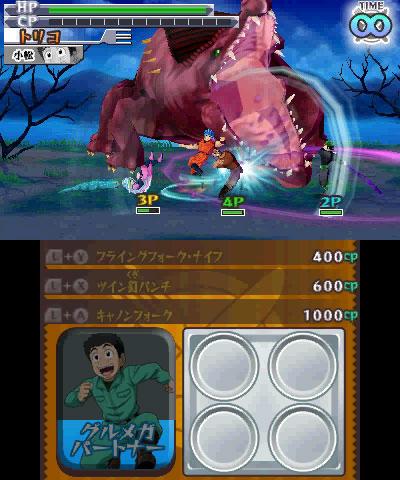 HP
CP
トリコ
小松
TIME
∞
3P
4P
2P
L+Y フライングフォーク・ナイフ 400CP
くぎ
L+X ツイン釘パンチ 600CP
L+A キャノンフォーク 1000CP
グルメガ
パートナー